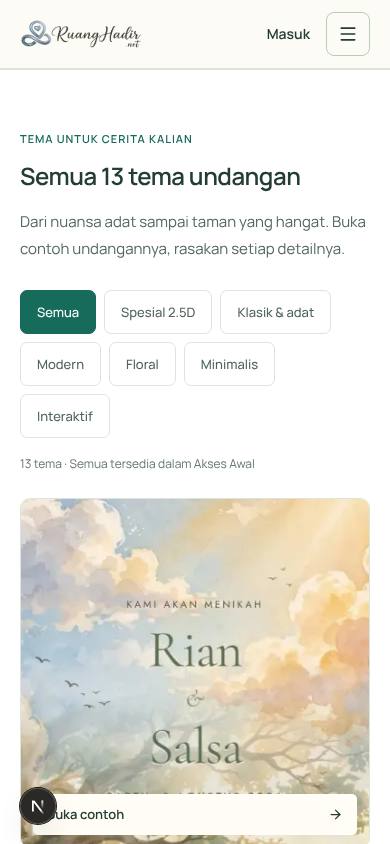 RuangHadir
net
Masuk
TEMA UNTUK CERITA KALIAN
Semua 13 tema undangan
Dari nuansa adat sampai taman yang hangat. Buka
contoh undangannya, rasakan setiap detailnya.
Semua
Spesial 2.5D
Klasik & adat
Modern
Floral
Minimalis
Interaktif
13 tema · Semua tersedia dalam Akses Awal
KAMI AKAN MENIKAH
Rian
&
Salsa
N
uka contoh